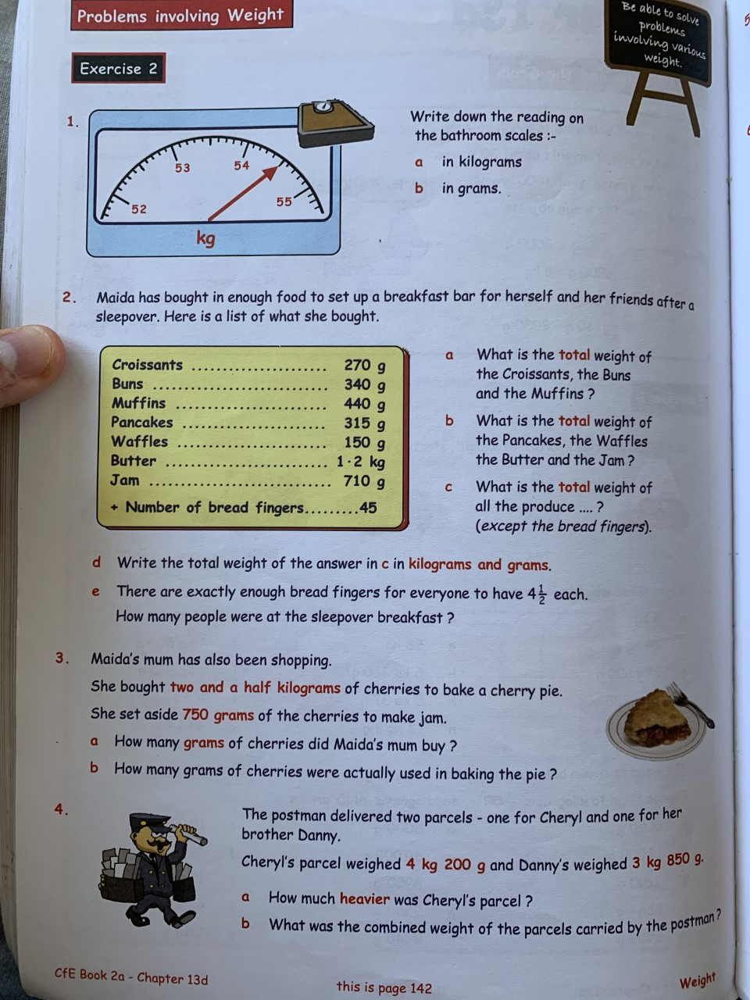 Problems involving Weight
Be able to solve
problems
involving various
weight.
Exercise 2
1.
52
53
54
55
kg
Write down the reading on
the bathroom scales :-
a in kilograms
b in grams.
2. Maida has bought in enough food to set up a breakfast bar for herself and her friends after a
sleepover. Here is a list of what she bought.
Croissants ........................ 270 g
Buns ............................... 340 g
Muffins ........................... 440 g
Pancakes ......................... 315 g
Waffles ........................... 150 g
Butter ............................. 1·2 kg
Jam ................................ 710 g
+ Number of bread fingers.........45
a What is the total weight of
the Croissants, the Buns
and the Muffins ?
b What is the total weight of
the Pancakes, the Waffles
the Butter and the Jam ?
c What is the total weight of
all the produce .... ?
(except the bread fingers).
d Write the total weight of the answer in c in kilograms and grams.
e There are exactly enough bread fingers for everyone to have 4½ each.
How many people were at the sleepover breakfast ?
3. Maida's mum has also been shopping.
She bought two and a half kilograms of cherries to bake a cherry pie.
She set aside 750 grams of the cherries to make jam.
a How many grams of cherries did Maida's mum buy ?
b How many grams of cherries were actually used in baking the pie ?
4. The postman delivered two parcels - one for Cheryl and one for her
brother Danny.
Cheryl's parcel weighed 4 kg 200 g and Danny's weighed 3 kg 850 g.
a How much heavier was Cheryl's parcel ?
b What was the combined weight of the parcels carried by the postman ?
CfE Book 2a - Chapter 13d
this is page 142
Weight